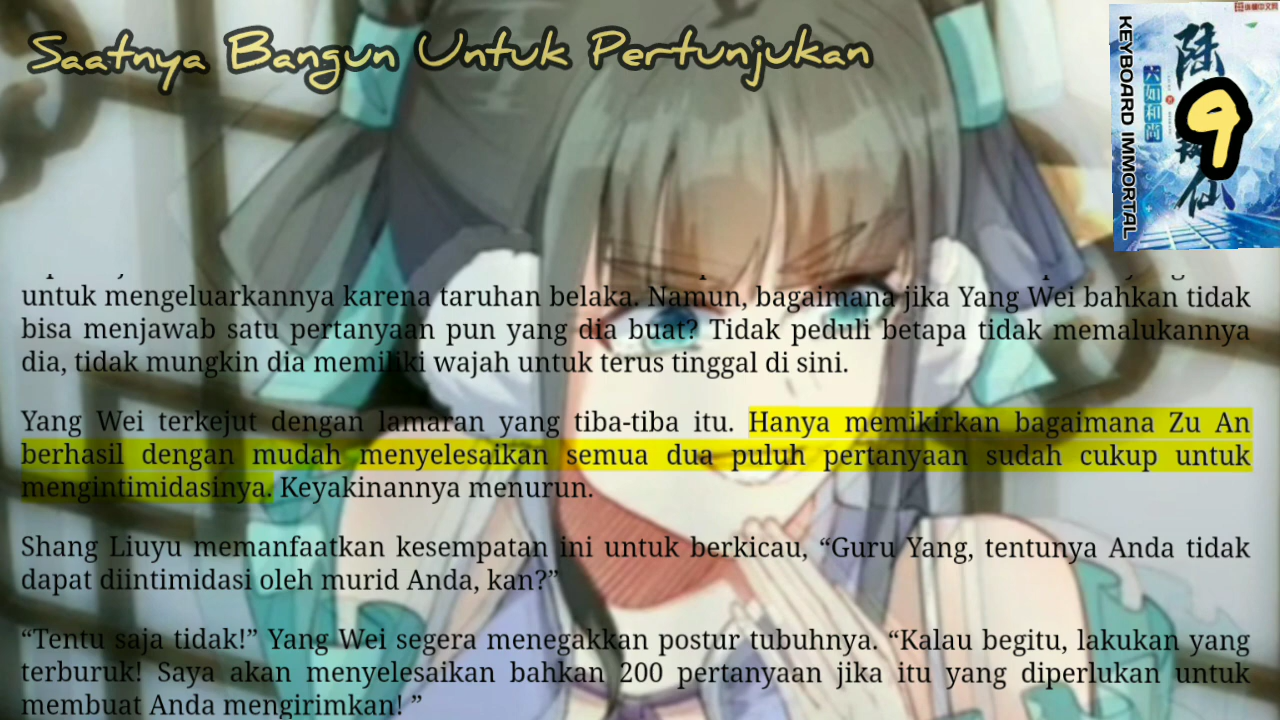 Saatnya Bangun Untuk Pertunjukan
KEYBOARD IMMORTAL
陆
仙
六如和尚
9
untuk mengeluarkannya karena taruhan belaka. Namun, bagaimana jika Yang Wei bahkan tidak
bisa menjawab satu pertanyaan pun yang dia buat? Tidak peduli betapa tidak memalukannya
dia, tidak mungkin dia memiliki wajah untuk terus tinggal di sini.
Yang Wei terkejut dengan lamaran yang tiba-tiba itu. Hanya memikirkan bagaimana Zu An
berhasil dengan mudah menyelesaikan semua dua puluh pertanyaan sudah cukup untuk
mengintimidasinya. Keyakinannya menurun.
Shang Liuyu memanfaatkan kesempatan ini untuk berkicau, “Guru Yang, tentunya Anda tidak
dapat diintimidasi oleh murid Anda, kan?”
“Tentu saja tidak!” Yang Wei segera menegakkan postur tubuhnya. “Kalau begitu, lakukan yang
terburuk! Saya akan menyelesaikan bahkan 200 pertanyaan jika itu yang diperlukan untuk
membuat Anda mengirimkan! ”